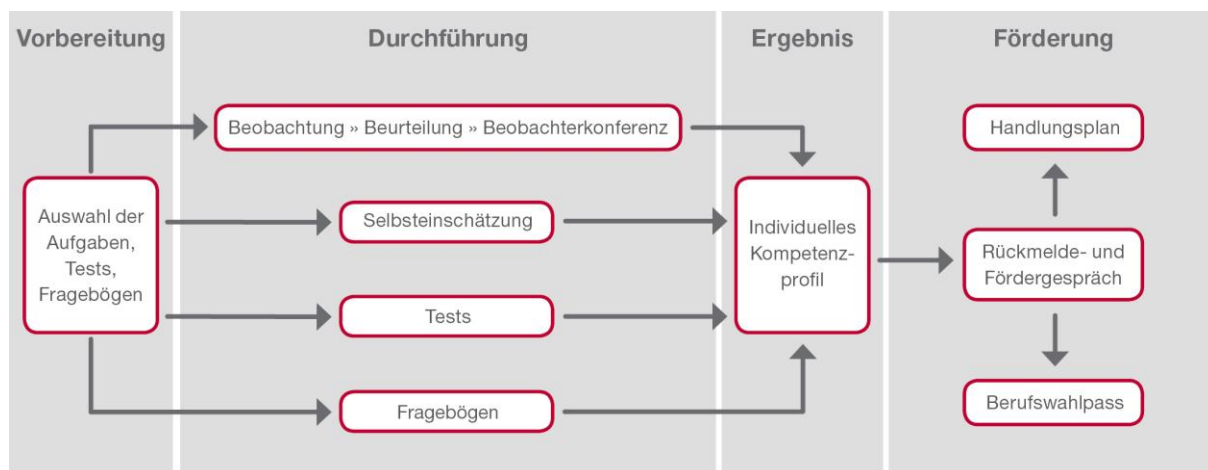 Vorbereitung
Durchführung
Ergebnis
Förderung
Beobachtung » Beurteilung » Beobachterkonferenz
Auswahl der
Aufgaben,
Tests,
Fragebögen
Selbsteinschätzung
Tests
Fragebögen
Individuelles
Kompetenz-
profil
Handlungsplan
Rückmelde- und
Fördergespräch
Berufswahlpass